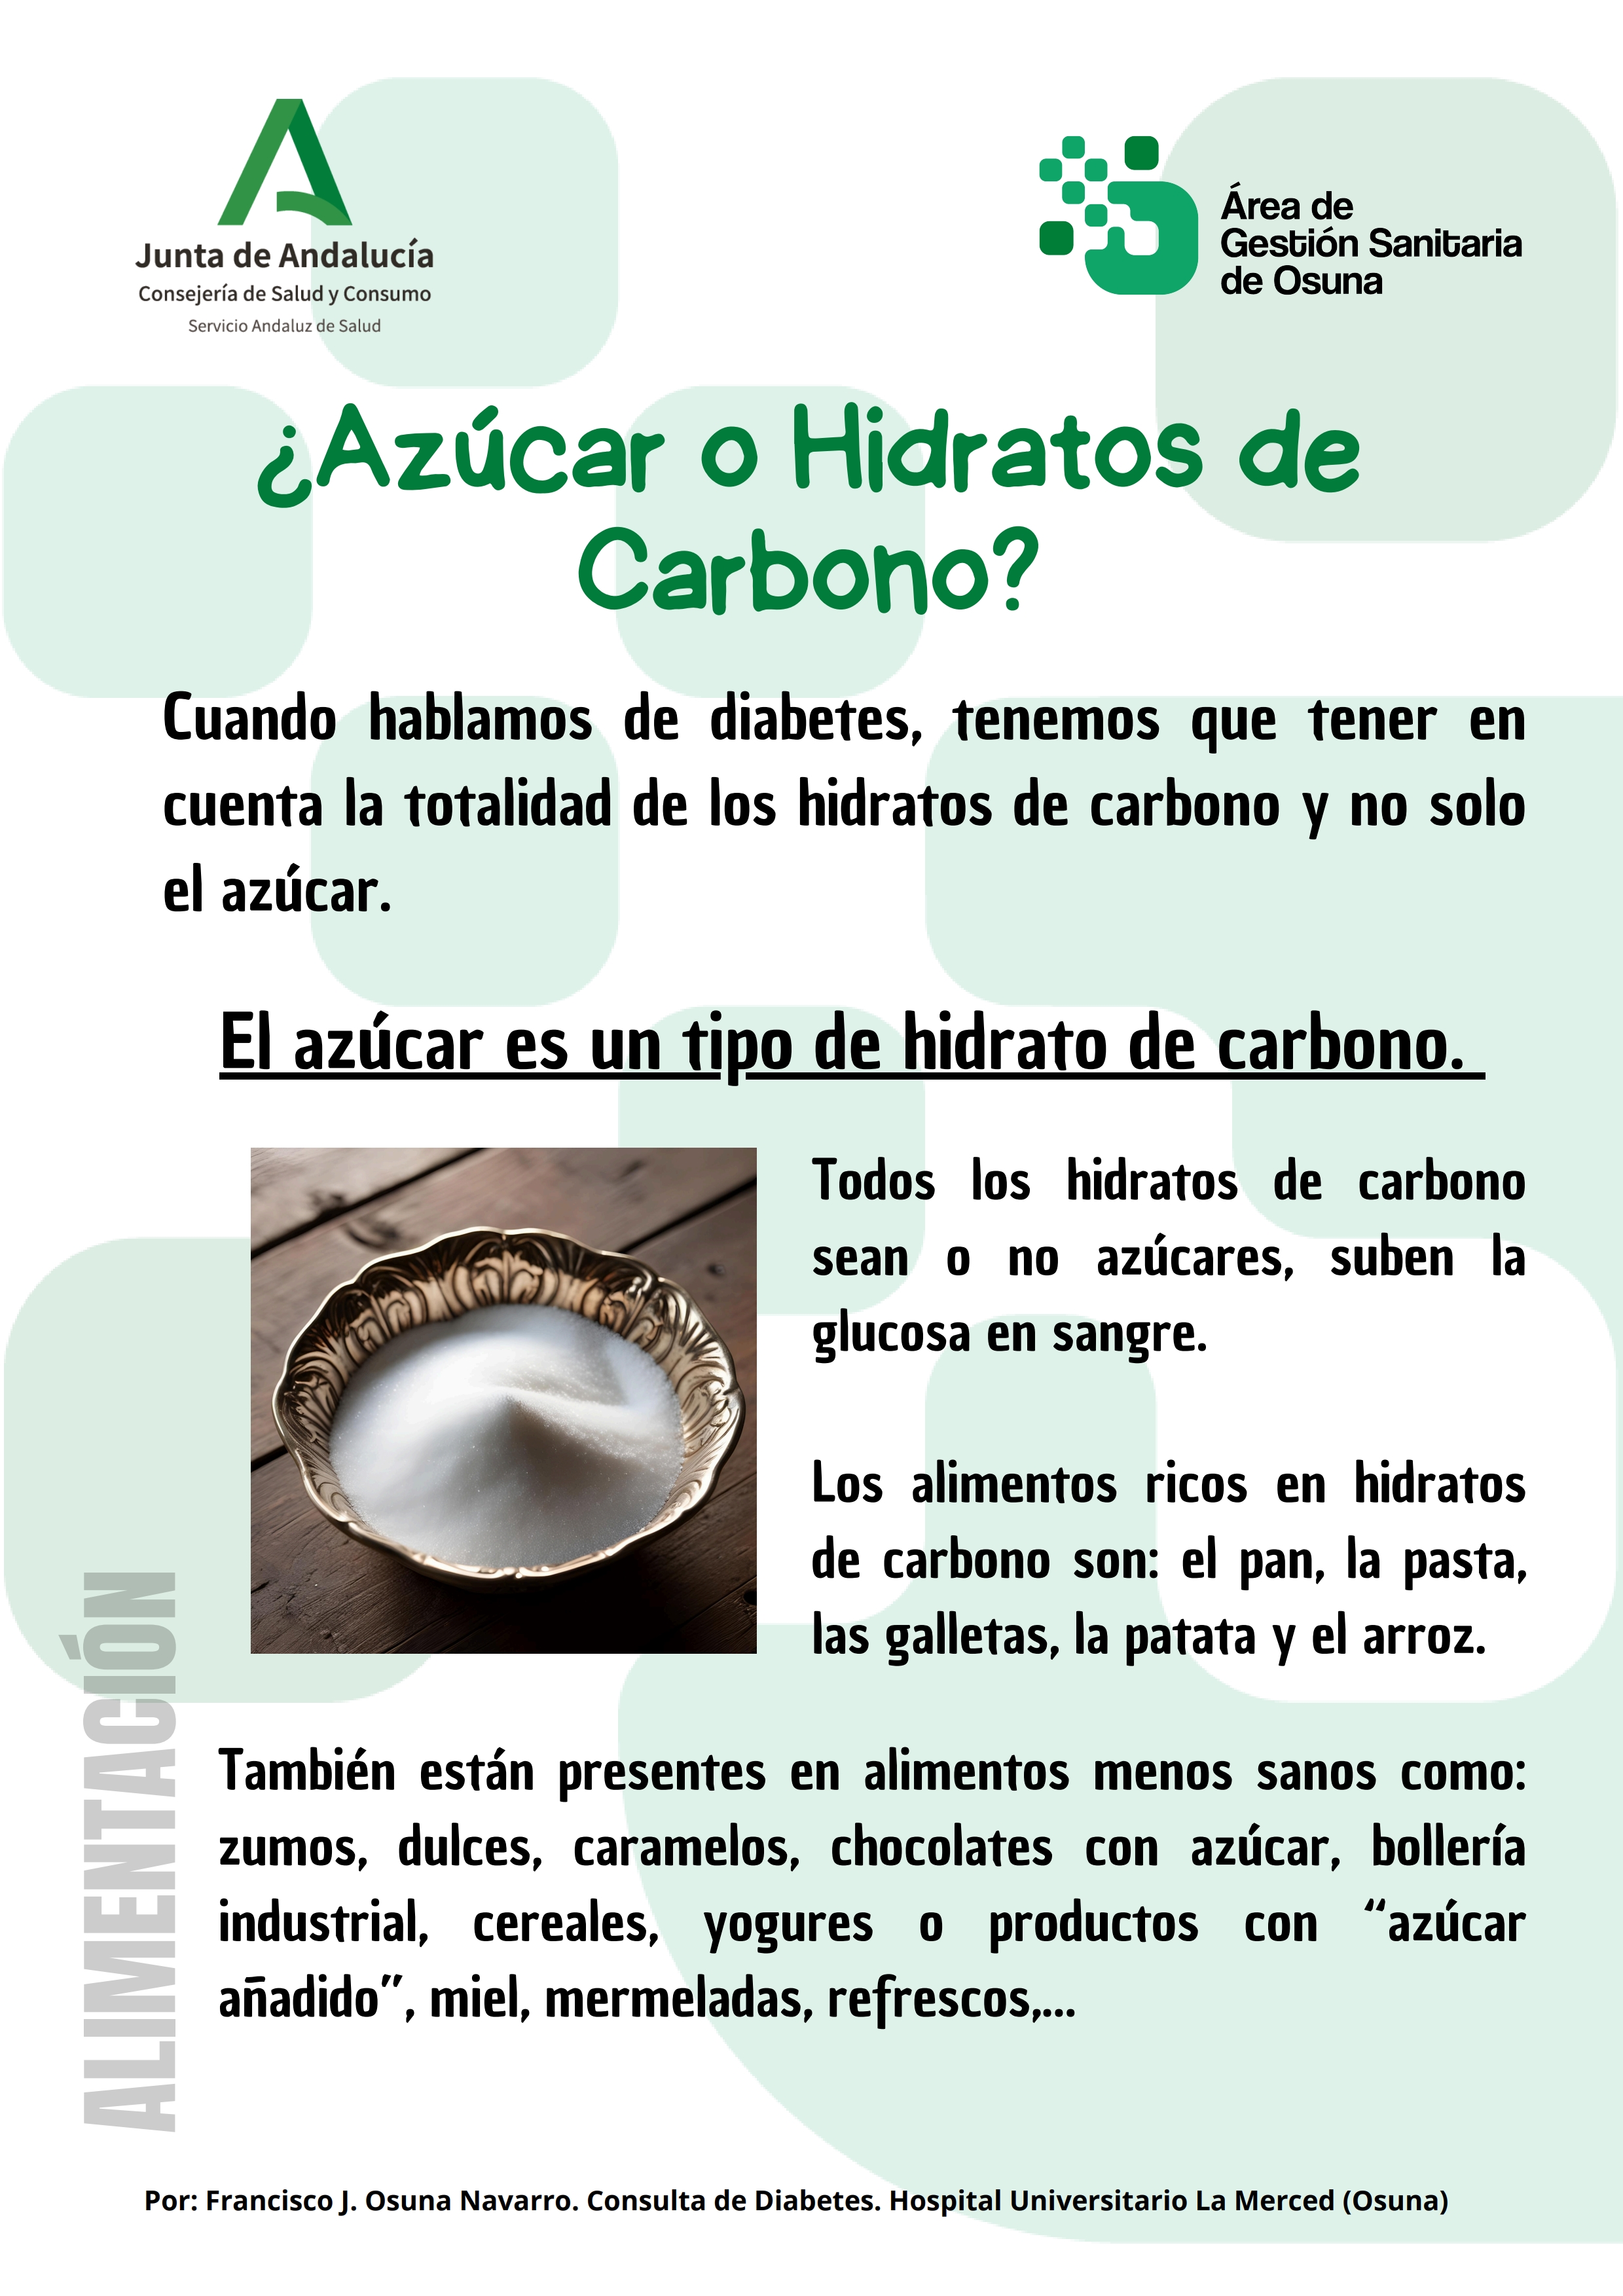 Junta de Andalucía
Consejería de Salud y Consumo
Servicio Andaluz de Salud
Área de
Gestión Sanitaria
de Osuna
¿Azúcar o Hidratos de
Carbono?
Cuando hablamos de diabetes, tenemos que tener en
cuenta la totalidad de los hidratos de carbono y no solo
el azúcar.
El azúcar es un tipo de hidrato de carbono.
Todos los hidratos de carbono
sean o no azúcares, suben la
glucosa en sangre.
Los alimentos ricos en hidratos
de carbono son: el pan, la pasta,
las galletas, la patata y el arroz.
También están presentes en alimentos menos sanos como:
zumos, dulces, caramelos, chocolates con azúcar, bollería
industrial, cereales, yogures o productos con “azúcar
añadido”, miel, mermeladas, refrescos,...
ALIMENTACIÓN
Por: Francisco J. Osuna Navarro. Consulta de Diabetes. Hospital Universitario La Merced (Osuna)